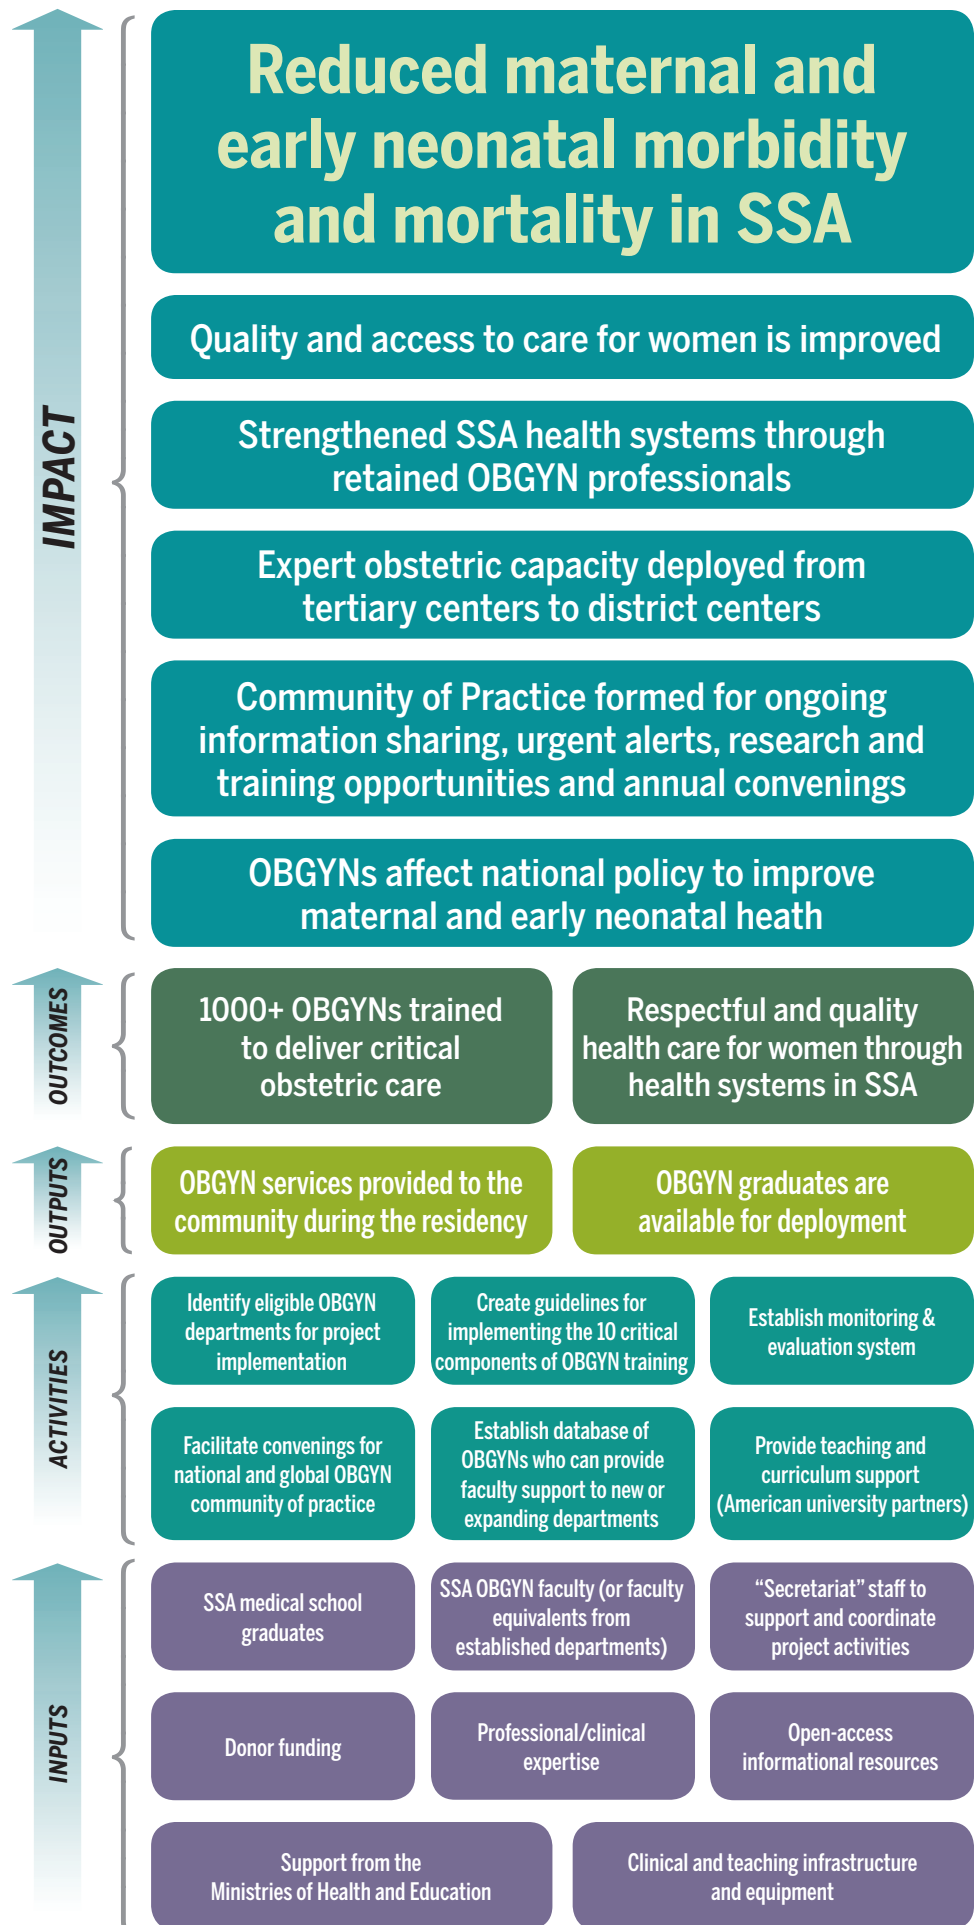 IMPACT
Reduced maternal and
early neonatal morbidity
and mortality in SSA
Quality and access to care for women is improved
Strengthened SSA health systems through
retained OBGYN professionals
Expert obstetric capacity deployed from
tertiary centers to district centers
Community of Practice formed for ongoing
information sharing, urgent alerts, research and
training opportunities and annual convenings
OBGYNs affect national policy to improve
maternal and early neonatal heath
OUTCOMES
1000+ OBGYNs trained
to deliver critical
obstetric care
Respectful and quality
health care for women through
health systems in SSA
OUTPUTS
OBGYN services provided to the
community during the residency
OBGYN graduates are
available for deployment
ACTIVITIES
Identify eligible OBGYN
departments for project
implementation
Create guidelines for
implementing the 10 critical
components of OBGYN training
Establish monitoring &
evaluation system
Facilitate convenings for
national and global OBGYN
community of practice
Establish database of
OBGYNs who can provide
faculty support to new or
expanding departments
Provide teaching and
curriculum support
(American university partners)
INPUTS
SSA medical school
graduates
SSA OBGYN faculty (or faculty
equivalents from
established departments)
“Secretariat” staff to
support and coordinate
project activities
Donor funding
Professional/clinical
expertise
Open-access
informational resources
Support from the
Ministries of Health and Education
Clinical and teaching infrastructure
and equipment